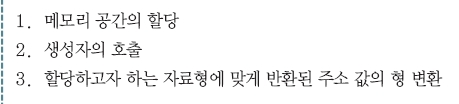 1. 메모리 공간의 할당
2. 생성자의 호출
3. 할당하고자 하는 자료형에 맞게 반환된 주소 값의 형 변환